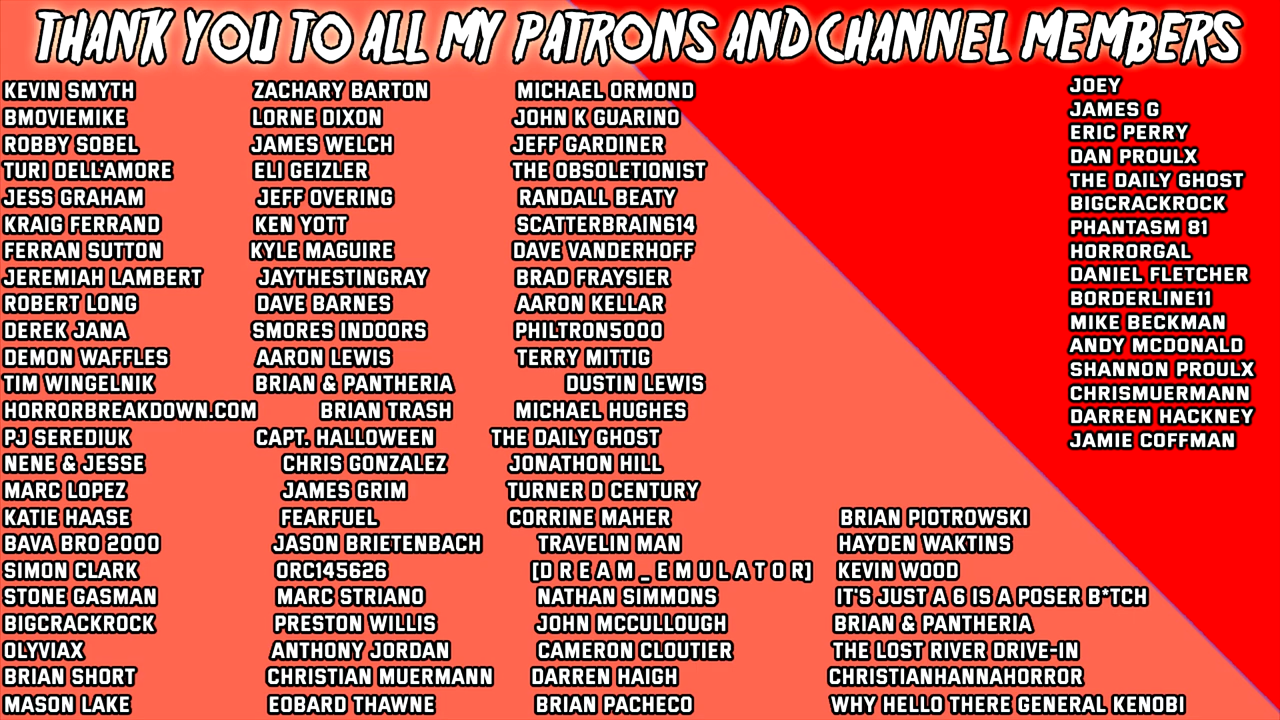 THANK YOU TO ALL MY PATRONS AND CHANNEL MEMBERS
KEVIN SMYTH
BMOVIEMIKE
ROBBY SOBEL
TURI DELL'AMORE
JESS GRAHAM
KRAIG FERRAND
FERRAN SUTTON
JEREMIAH LAMBERT
ROBERT LONG
DEREK JANA
DEMON WAFFLES
TIM WINGELNIK
HORRORBREAKDOWN.COM
PJ SEREDIUK
NENE & JESSE
MARC LOPEZ
KATIE HAASE
BAVA BRO 2000
SIMON CLARK
STONE GASMAN
BIGCRACKROCK
OLYVIAX
BRIAN SHORT
MASON LAKE
ZACHARY BARTON
LORNE DIXON
JAMES WELCH
ELI GEIZLER
JEFF OVERING
KEN YOTT
KYLE MAGUIRE
JAYTHESTINGRAY
DAVE BARNES
SMORES INDOORS
AARON LEWIS
BRIAN & PANTHERIA
BRIAN TRASH
CAPT. HALLOWEEN
CHRIS GONZALEZ
JAMES GRIM
FEARFUEL
JASON BRIETENBACH
ORC145626
MARC STRIANO
PRESTON WILLIS
ANTHONY JORDAN
CHRISTIAN MUERMANN
EOBARD THAWNE
MICHAEL ORMOND
JOHN K GUARINO
JEFF GARDINER
THE OBSOLETIONIST
RANDALL BEATY
SCATTERBRAIN614
DAVE VANDERHOFF
BRAD FRAYSIER
AARON KELLAR
PHILTRON5000
TERRY MITTIG
DUSTIN LEWIS
MICHAEL HUGHES
THE DAILY GHOST
JONATHON HILL
TURNER D CENTURY
CORRINE MAHER
TRAVELIN MAN
[D R E A M _ E M U L A T O R]
NATHAN SIMMONS
JOHN MCCULLOUGH
CAMERON CLOUTIER
DARREN HAIGH
BRIAN PACHECO
BRIAN PIOTROWSKI
HAYDEN WAKTINS
KEVIN WOOD
IT'S JUST A 6 IS A POSER B*TCH
BRIAN & PANTHERIA
THE LOST RIVER DRIVE-IN
CHRISTIANHANNAHORROR
WHY HELLO THERE GENERAL KENOBI
JOEY
JAMES G
ERIC PERRY
DAN PROULX
THE DAILY GHOST
BIGCRACKROCK
PHANTASM 81
HORRORGAL
DANIEL FLETCHER
BORDERLINE11
MIKE BECKMAN
ANDY MCDONALD
SHANNON PROULX
CHRISMUERMANN
DARREN HACKNEY
JAMIE COFFMAN